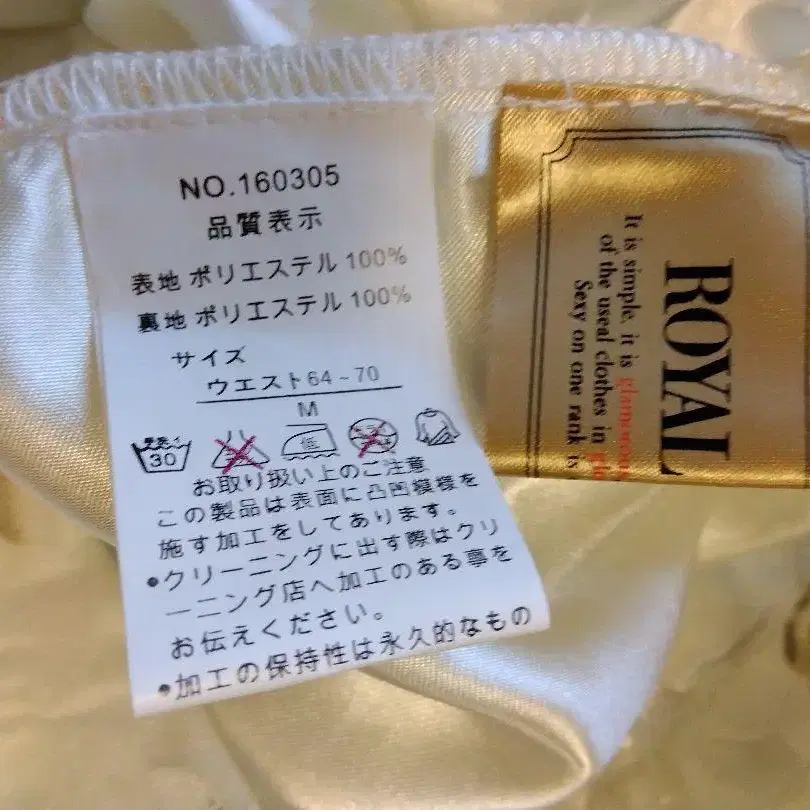 NO.160305
品質表示
表地 ポリエステル 100%
裏地 ポリエステル 100%
サイズ
ウエスト64~70
M
手洗イ
30
低
お取り扱い上のご注意
この製品は表面に凸凹模様を
施す加工をしてあります。
•クリーニングに出す際はクリ
ーニング店へ加工のある事を
お伝えください。
•加工の保持性は永久的なもの
ROYAL
It is simple, it is glamorous
of the useal clothes in
Sexy on one rank is